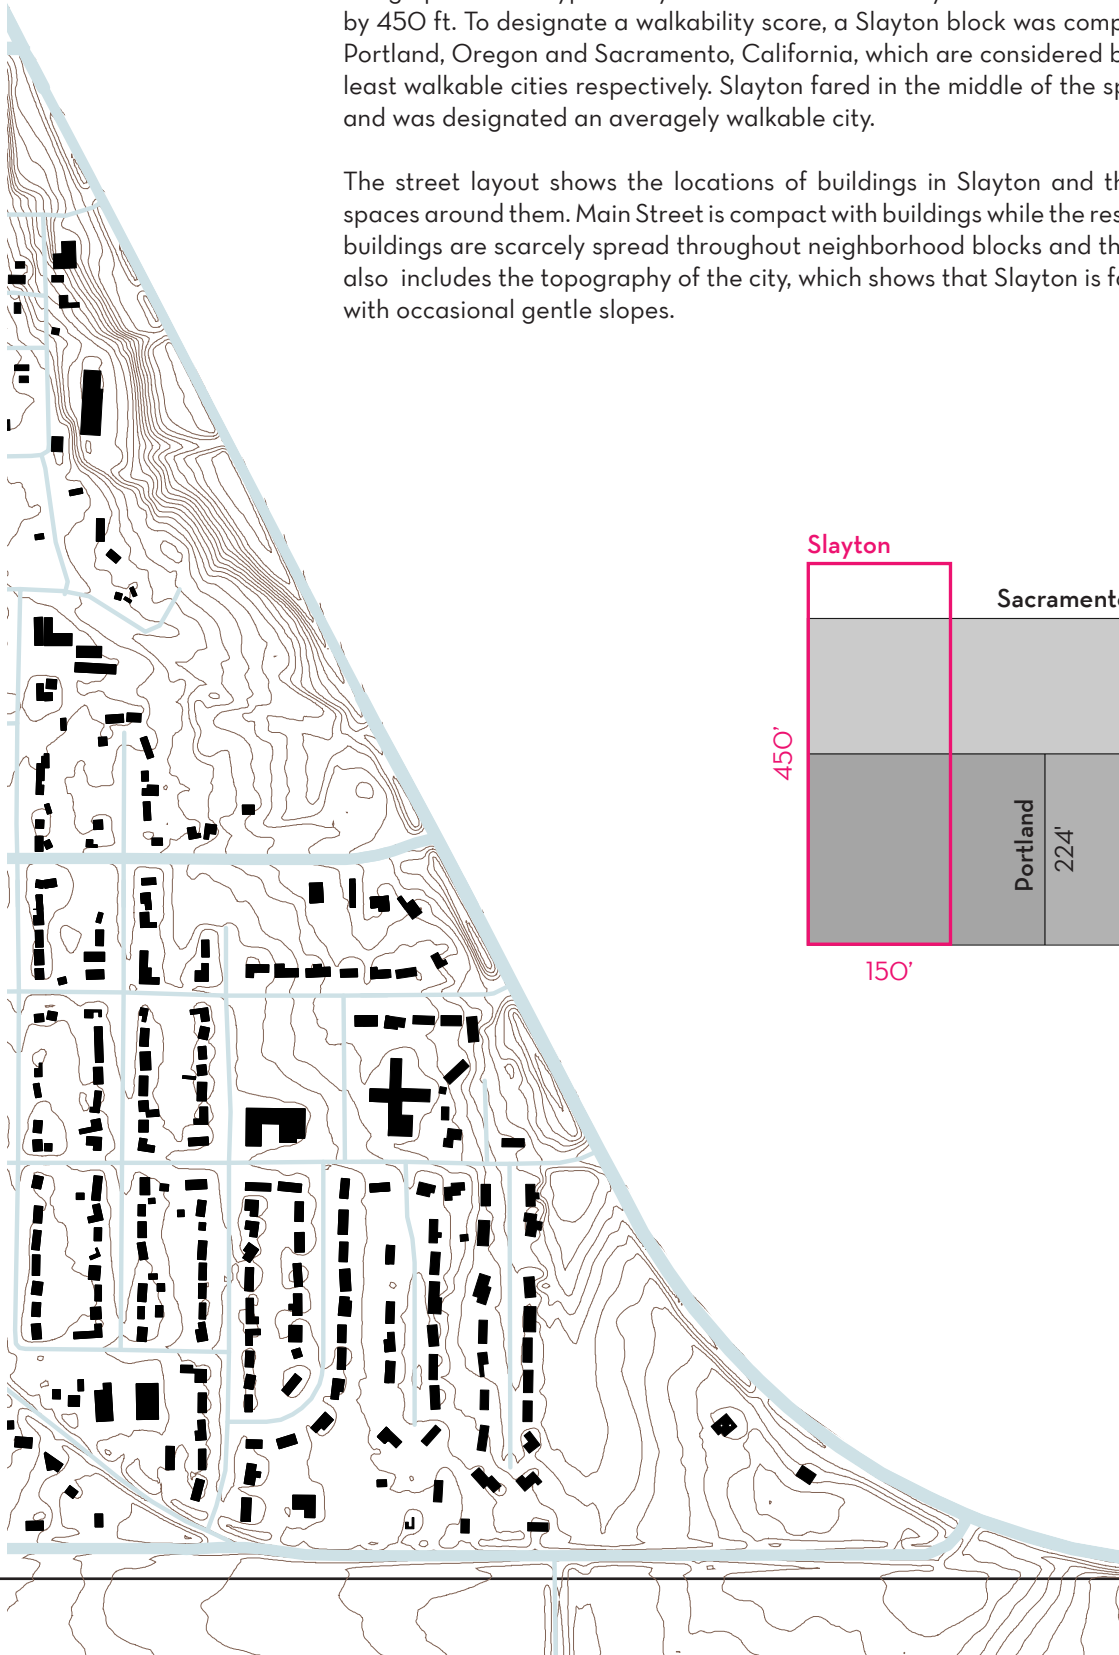 by 450 ft. To designate a walkability score, a Slayton block was comp
Portland, Oregon and Sacramento, California, which are considered b
least walkable cities respectively. Slayton fared in the middle of the sp
and was designated an averagely walkable city.
The street layout shows the locations of buildings in Slayton and th
spaces around them. Main Street is compact with buildings while the res
buildings are scarcely spread throughout neighborhood blocks and th
also includes the topography of the city, which shows that Slayton is fa
with occasional gentle slopes.
Slayton
Sacramento
450'
Portland
224'
150'